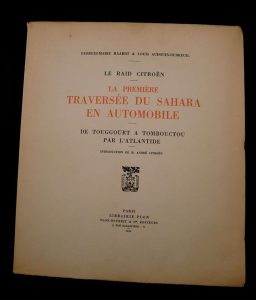 GEORGES-MARIE HAARDT & LOUIS AUDOUIN-DUBREUIL
LE RAID CITROËN
LA PREMIÈRE
TRAVERSÉE DU SAHARA
EN AUTOMOBILE
DE TOUGGOURT A TOMBOUCTOU
PAR L'ATLANTIDE
INTRODUCTION DE M. ANDRÉ CITROËN
PARIS
LIBRAIRIE PLON